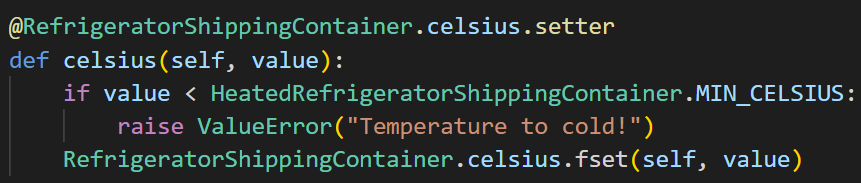 @RefrigeratorShippingContainer.celsius.setter
def celsius(self, value):
    if value < HeatedRefrigeratorShippingContainer.MIN_CELSIUS:
        raise ValueError("Temperature to cold!")
    RefrigeratorShippingContainer.celsius.fset(self, value)